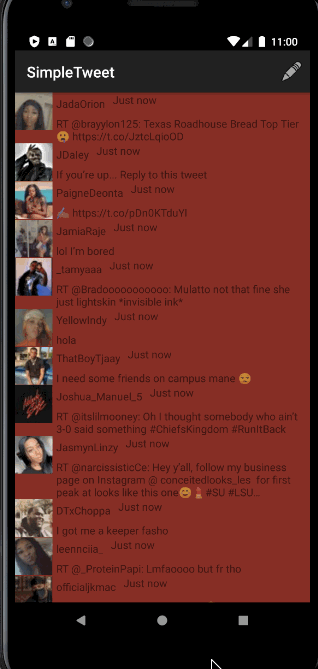 11:00
SimpleTweet
JadaOrion Just now
RT @brayylon125: Texas Roadhouse Bread Top Tier
😩 https://t.co/JztcLqioOD
JDaley Just now
If you're up... Reply to this tweet
PaigneDeonta Just now
✍🏽 https://t.co/pDn0KTduYI
JamiaRaje Just now
lol I'm bored
_tamyaaa Just now
RT @Bradooooooooooo: Mulatto not that fine she
just lightskin *invisible ink*
YellowIndy Just now
hola
ThatBoyTjaay Just now
I need some friends on campus mane 😔
Joshua_Manuel_5 Just now
RT @itslilmooney: Oh I thought somebody who ain't
3-0 said something #ChiefsKingdom #RunItBack
JasmynLinzy Just now
RT @narcissisticCe: Hey y'all, follow my business
page on Instagram @ conceitedlooks_les for first
peak at looks like this one😊💄#SU #LSU...
DTxChoppa Just now
I got me a keeper fasho
leennciia_ Just now
RT @_ProteinPapi: Lmfaoooo but fr tho
officialjkmac Just now